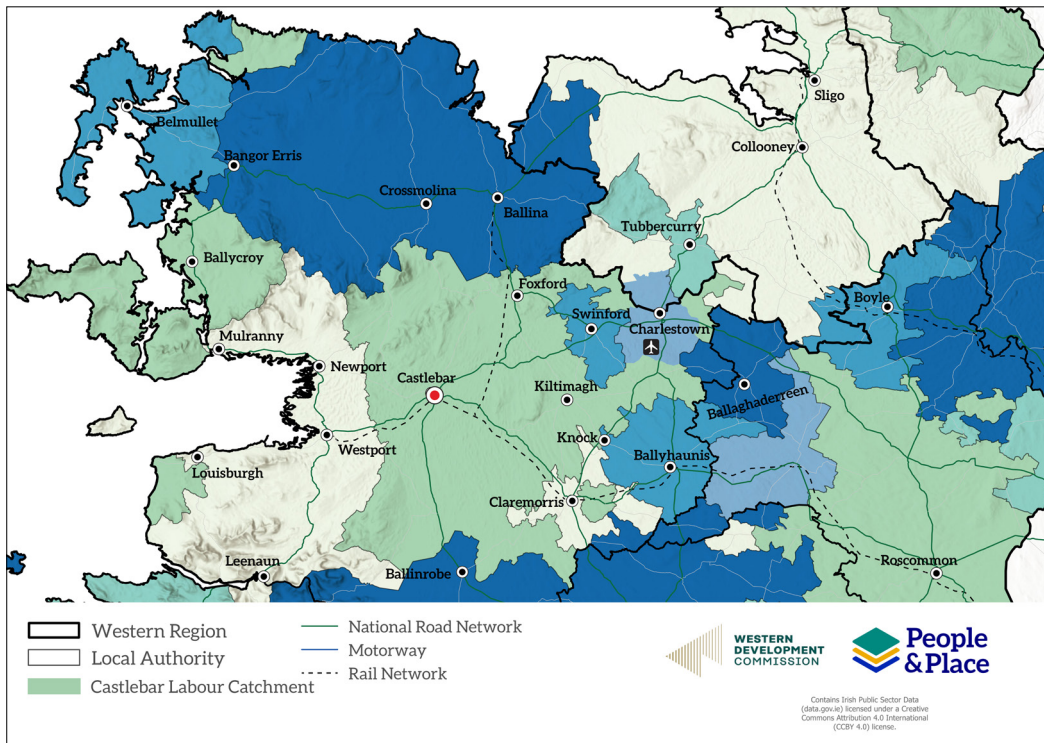 Sligo
Belmullet
Collooney
Bangor Erris
Crossmolina
Ballina
Tubbercurry
Ballycroy
Foxford
Boyle
Swinford
Charlestown
Mulranny
Newport
Castlebar
Kiltimagh
Ballaghaderreen
Knock
Westport
Ballyhaunis
Louisburgh
Claremorris
Leenaun
Ballinrobe
Roscommon
Western Region
Local Authority
Castlebar Labour Catchment
National Road Network
Motorway
Rail Network
WESTERN
DEVELOPMENT
COMMISSION
People
&Place
Contains Irish Public Sector Data
(data.gov.ie) licensed under a Creative
Commons Attribution 4.0 International
(CCBY 4.0) license.